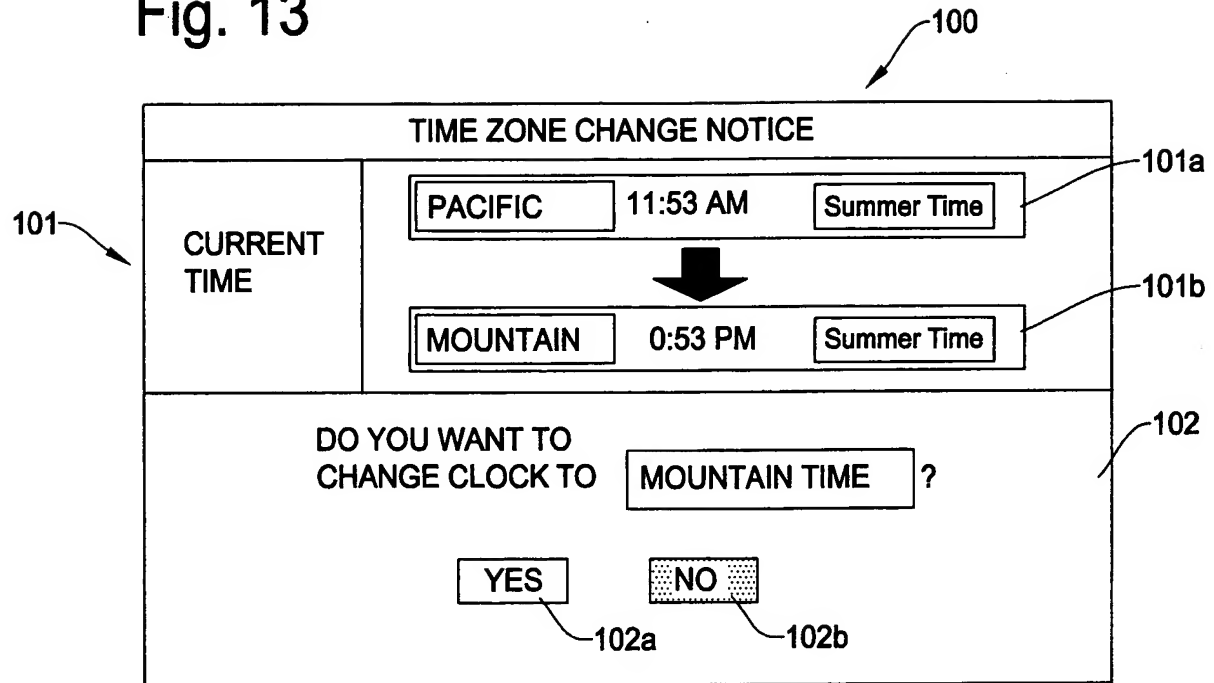 Fig. 13
100
TIME ZONE CHANGE NOTICE
101
CURRENT
TIME
PACIFIC 11:53 AM Summer Time
101a
MOUNTAIN 0:53 PM Summer Time
101b
DO YOU WANT TO
CHANGE CLOCK TO MOUNTAIN TIME ?
102
YES NO
102a 102b